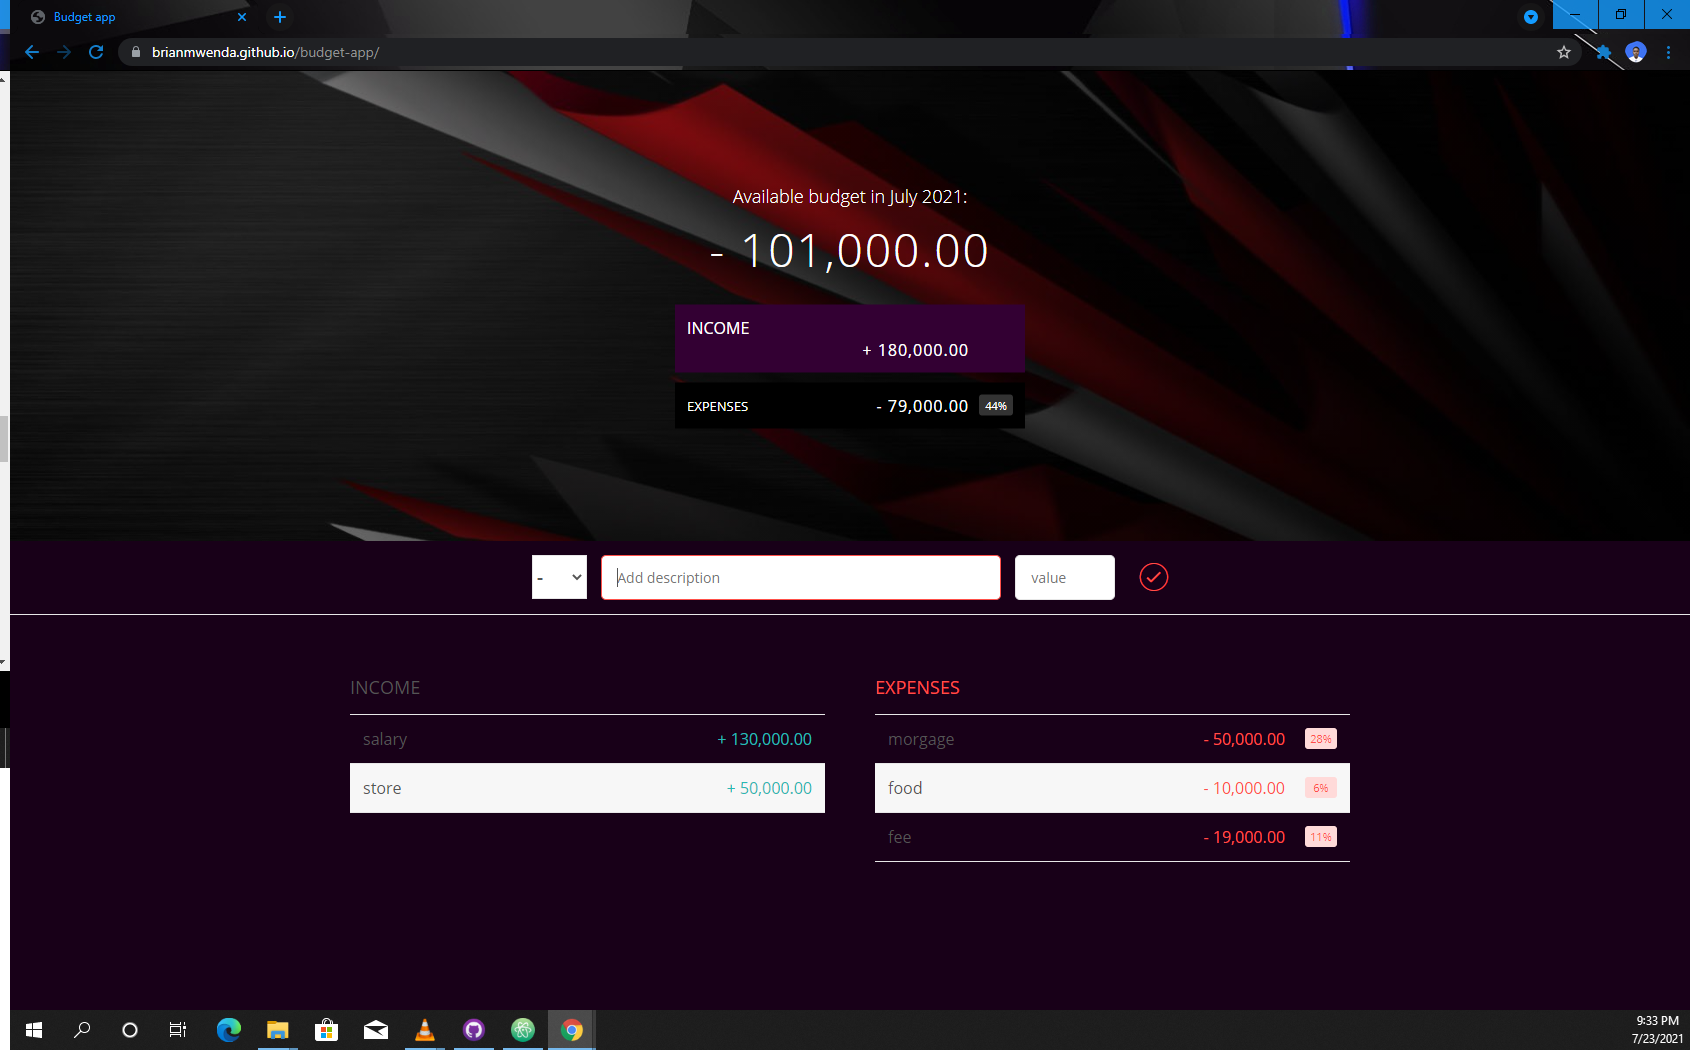 Budget app
brianmwenda.github.io/budget-app/
Available budget in July 2021:
- 101,000.00
INCOME
+ 180,000.00
EXPENSES - 79,000.00 44%
- Add description value
INCOME
salary + 130,000.00
store + 50,000.00
EXPENSES
morgage - 50,000.00 28%
food - 10,000.00 6%
fee - 19,000.00 11%
9:33 PM
7/23/2021